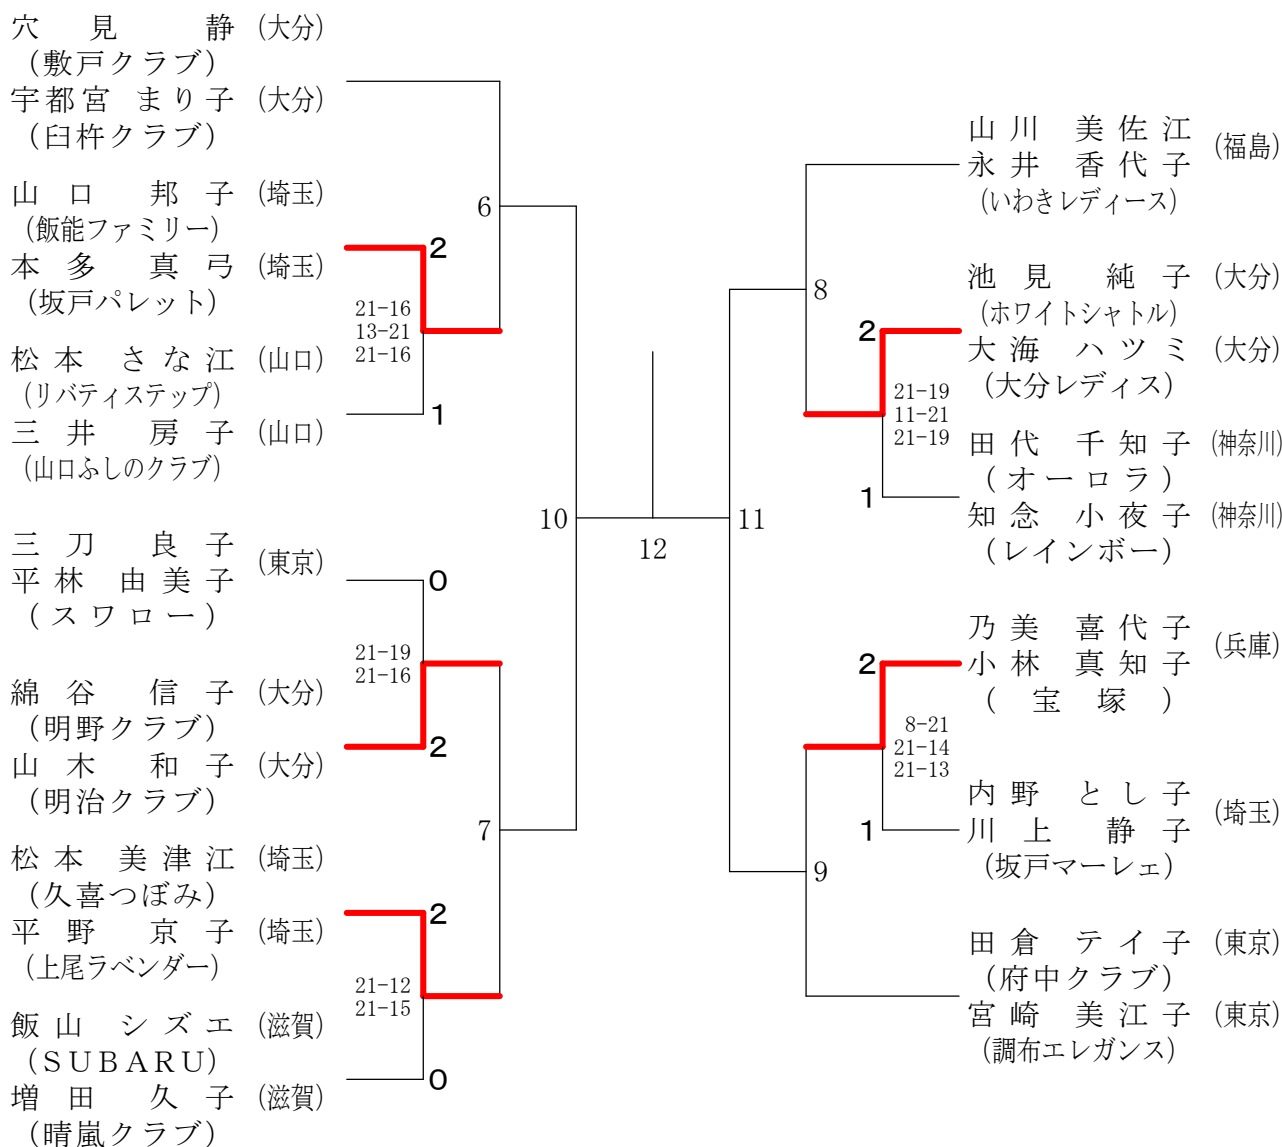 穴見　静 (大分)
(敷戸クラブ)
宇都宮 まり子 (大分)
(臼杵クラブ)
山口　邦子 (埼玉)
(飯能ファミリー)
本多　真弓 (埼玉)
(坂戸パレット)
松本 さな江 (山口)
(リバティステップ)
三井　房子 (山口)
(山口ふしのクラブ)
2
21-16
13-21
21-16
1
6
三刀　良子
平林 由美子 (東京)
(スワロー)
綿谷　信子 (大分)
(明野クラブ)
山木　和子 (大分)
(明治クラブ)
0
21-19
21-16
2
松本 美津江 (埼玉)
(久喜つぼみ)
平野　京子 (埼玉)
(上尾ラベンダー)
飯山 シズエ (滋賀)
(SUBARU)
増田　久子 (滋賀)
(晴嵐クラブ)
2
21-12
21-15
0
7
10
12
11
山川 美佐江
永井 香代子 (福島)
(いわきレディース)
池見　純子 (大分)
(ホワイトシャトル)
大海 ハツミ (大分)
(大分レディス)
田代 千知子 (神奈川)
(オーロラ)
知念 小夜子 (神奈川)
(レインボー)
8
2
21-19
11-21
21-19
1
乃美 喜代子
小林 真知子 (兵庫)
(宝塚)
内野 とし子
川上　静子 (埼玉)
(坂戸マーレェ)
2
8-21
21-14
21-13
1
9
田倉 テイ子 (東京)
(府中クラブ)
宮崎 美江子 (東京)
(調布エレガンス)